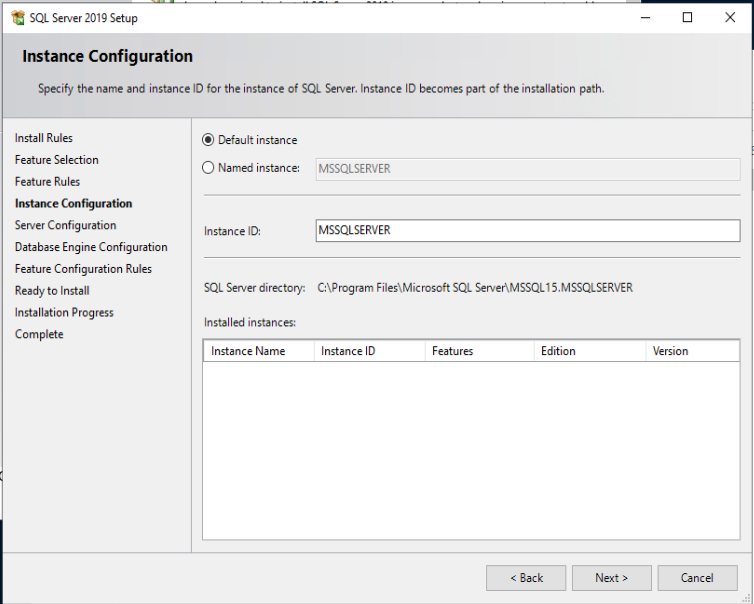 SQL Server 2019 Setup
Instance Configuration
Specify the name and instance ID for the instance of SQL Server. Instance ID becomes part of the installation path.
Install Rules
Feature Selection
Feature Rules
Instance Configuration
Server Configuration
Database Engine Configuration
Feature Configuration Rules
Ready to Install
Installation Progress
Complete
Default instance
Named instance: MSSQLSERVER
Instance ID: MSSQLSERVER
SQL Server directory: C:\Program Files\Microsoft SQL Server\MSSQL15.MSSQLSERVER
Installed instances:
Instance Name Instance ID Features Edition Version
< Back Next > Cancel